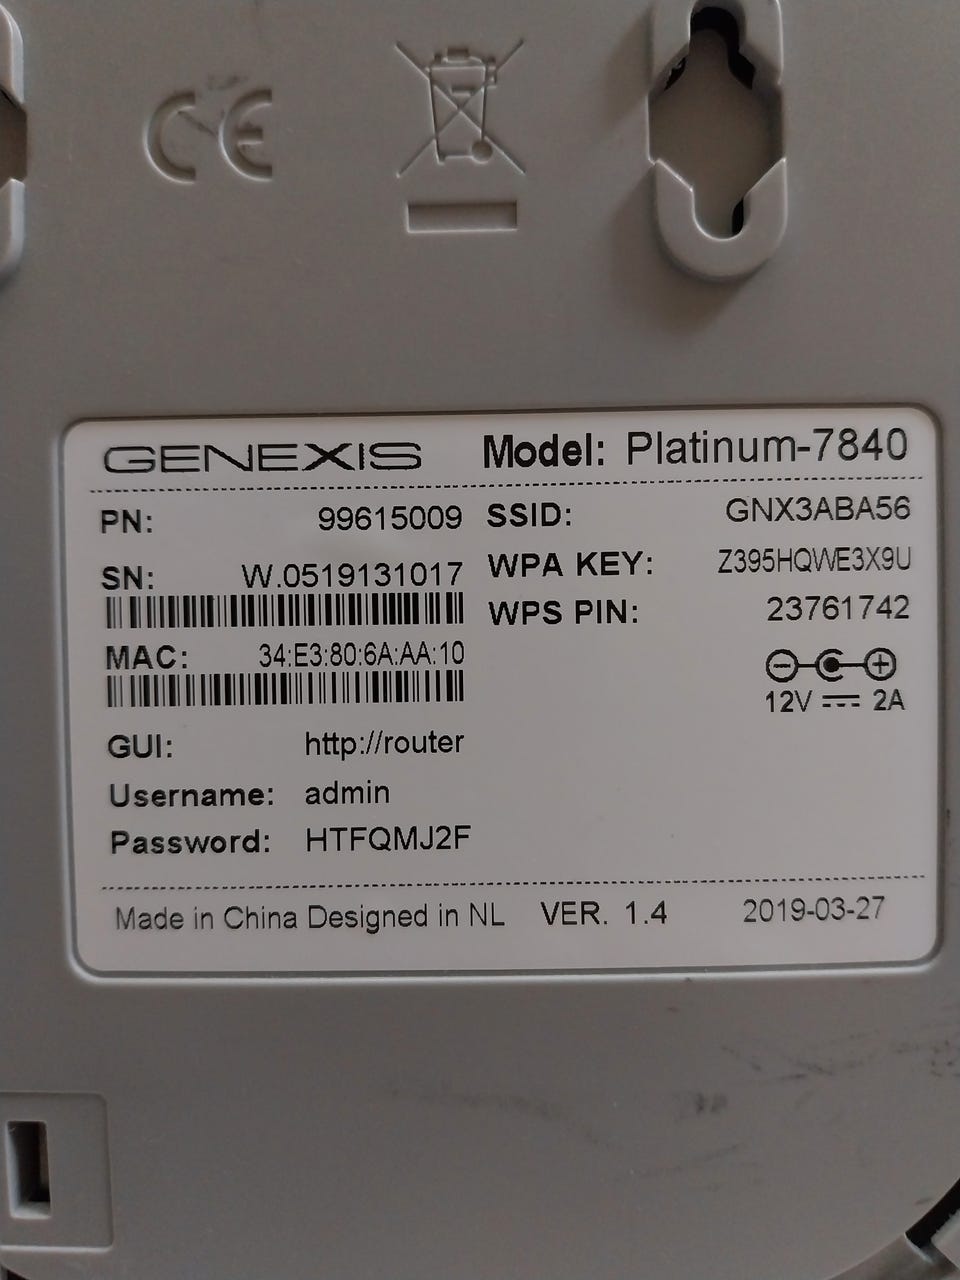 CE
GENEXIS Model: Platinum-7840
PN: 99615009
SN: W.0519131017
MAC: 34:E3:80:6A:AA:10
GUI: http://router
Username: admin
Password: HTFQMJ2F
SSID: GNX3ABA56
WPA KEY: Z395HQWE3X9U
WPS PIN: 23761742
12V 2A
Made in China Designed in NL VER. 1.4 2019-03-27